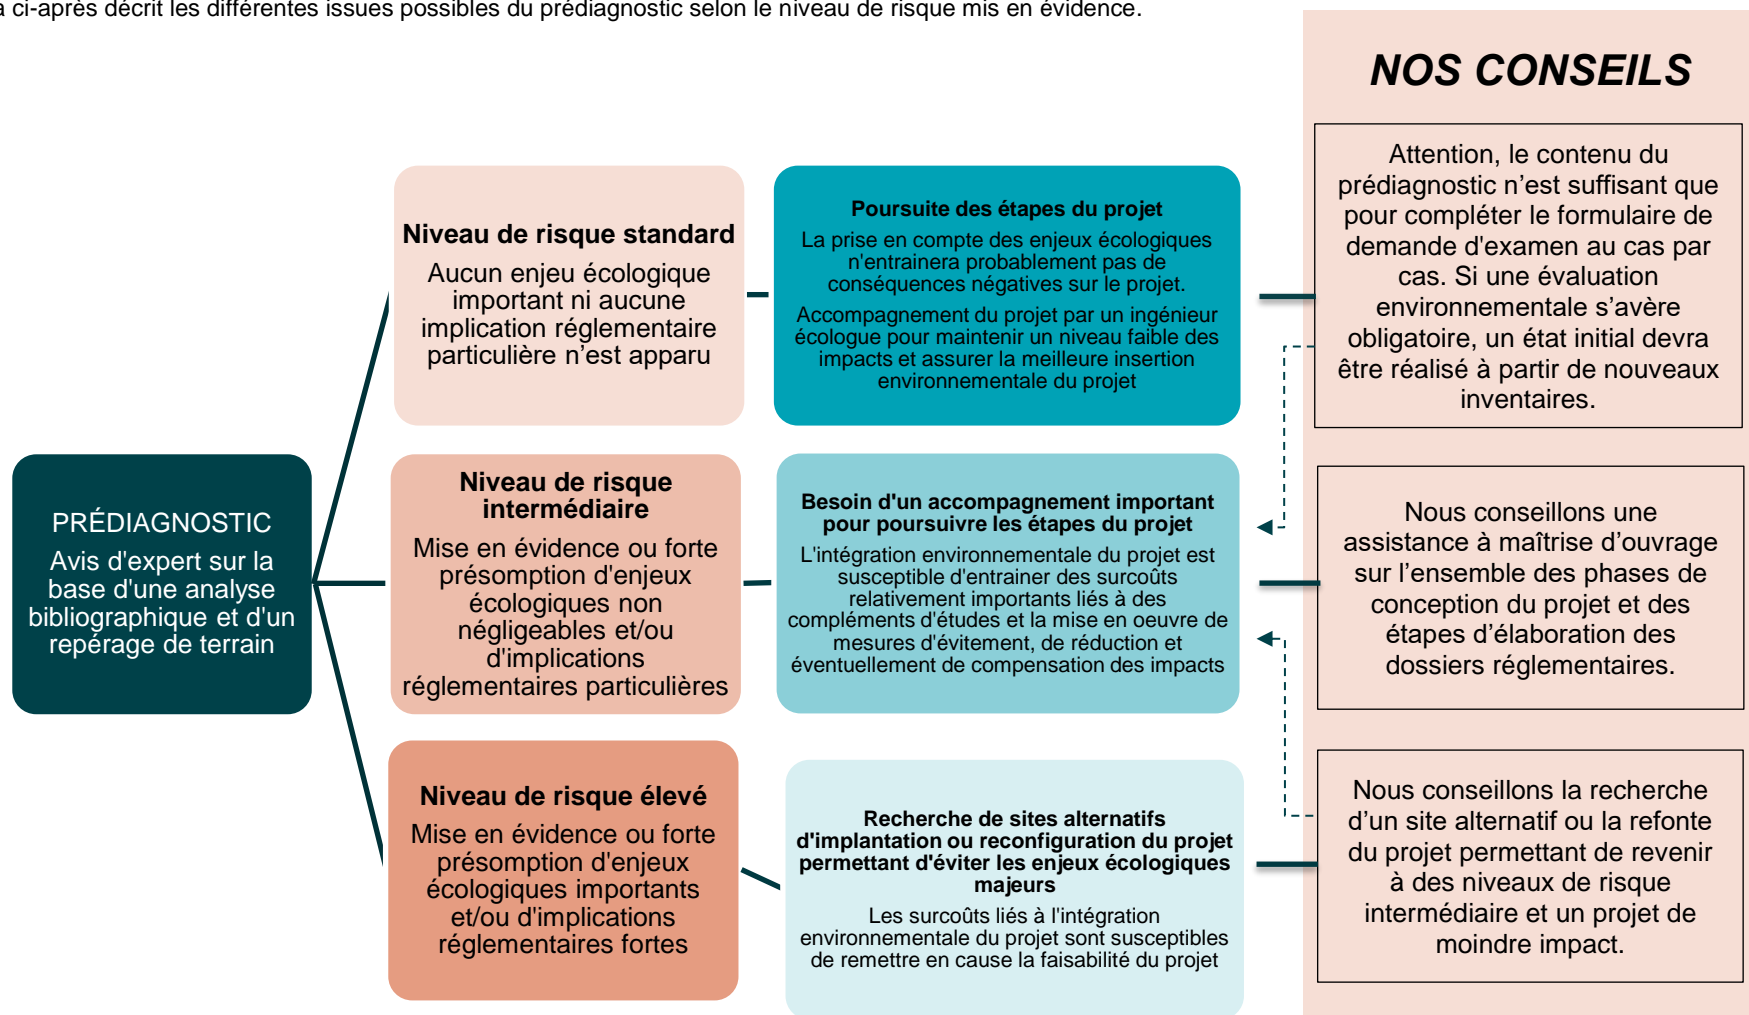 a ci-après décrit les différentes issues possibles du prédiagnostic selon le niveau de risque mis en évidence.
NOS CONSEILS
PRÉDIAGNOSTIC
Avis d'expert sur la
base d'une analyse
bibliographique et d'un
repérage de terrain
Niveau de risque standard
Aucun enjeu écologique
important ni aucune
implication réglementaire
particulière n’est apparu
Poursuite des étapes du projet
La prise en compte des enjeux écologiques
n'entrainera probablement pas de
conséquences négatives sur le projet.
Accompagnement du projet par un ingénieur
écologue pour maintenir un niveau faible des
impacts et assurer la meilleure insertion
environnementale du projet
Attention, le contenu du
prédiagnostic n’est suffisant que
pour compléter le formulaire de
demande d'examen au cas par
cas. Si une évaluation
environnementale s’avère
obligatoire, un état initial devra
être réalisé à partir de nouveaux
inventaires.
Niveau de risque
intermédiaire
Mise en évidence ou forte
présomption d'enjeux
écologiques non
négligeables et/ou
d'implications
réglementaires particulières
Besoin d'un accompagnement important
pour poursuivre les étapes du projet
L'intégration environnementale du projet est
susceptible d'entrainer des surcoûts
relativement importants liés à des
compléments d'études et la mise en oeuvre de
mesures d'évitement, de réduction et
éventuellement de compensation des impacts
Nous conseillons une
assistance à maîtrise d’ouvrage
sur l’ensemble des phases de
conception du projet et des
étapes d’élaboration des
dossiers réglementaires.
Niveau de risque élevé
Mise en évidence ou forte
présomption d'enjeux
écologiques importants
et/ou d'implications
réglementaires fortes
Recherche de sites alternatifs
d'implantation ou reconfiguration du projet
permettant d'éviter les enjeux écologiques
majeurs
Les surcoûts liés à l'intégration
environnementale du projet sont susceptibles
de remettre en cause la faisabilité du projet
Nous conseillons la recherche
d’un site alternatif ou la refonte
du projet permettant de revenir
à des niveaux de risque
intermédiaire et un projet de
moindre impact.